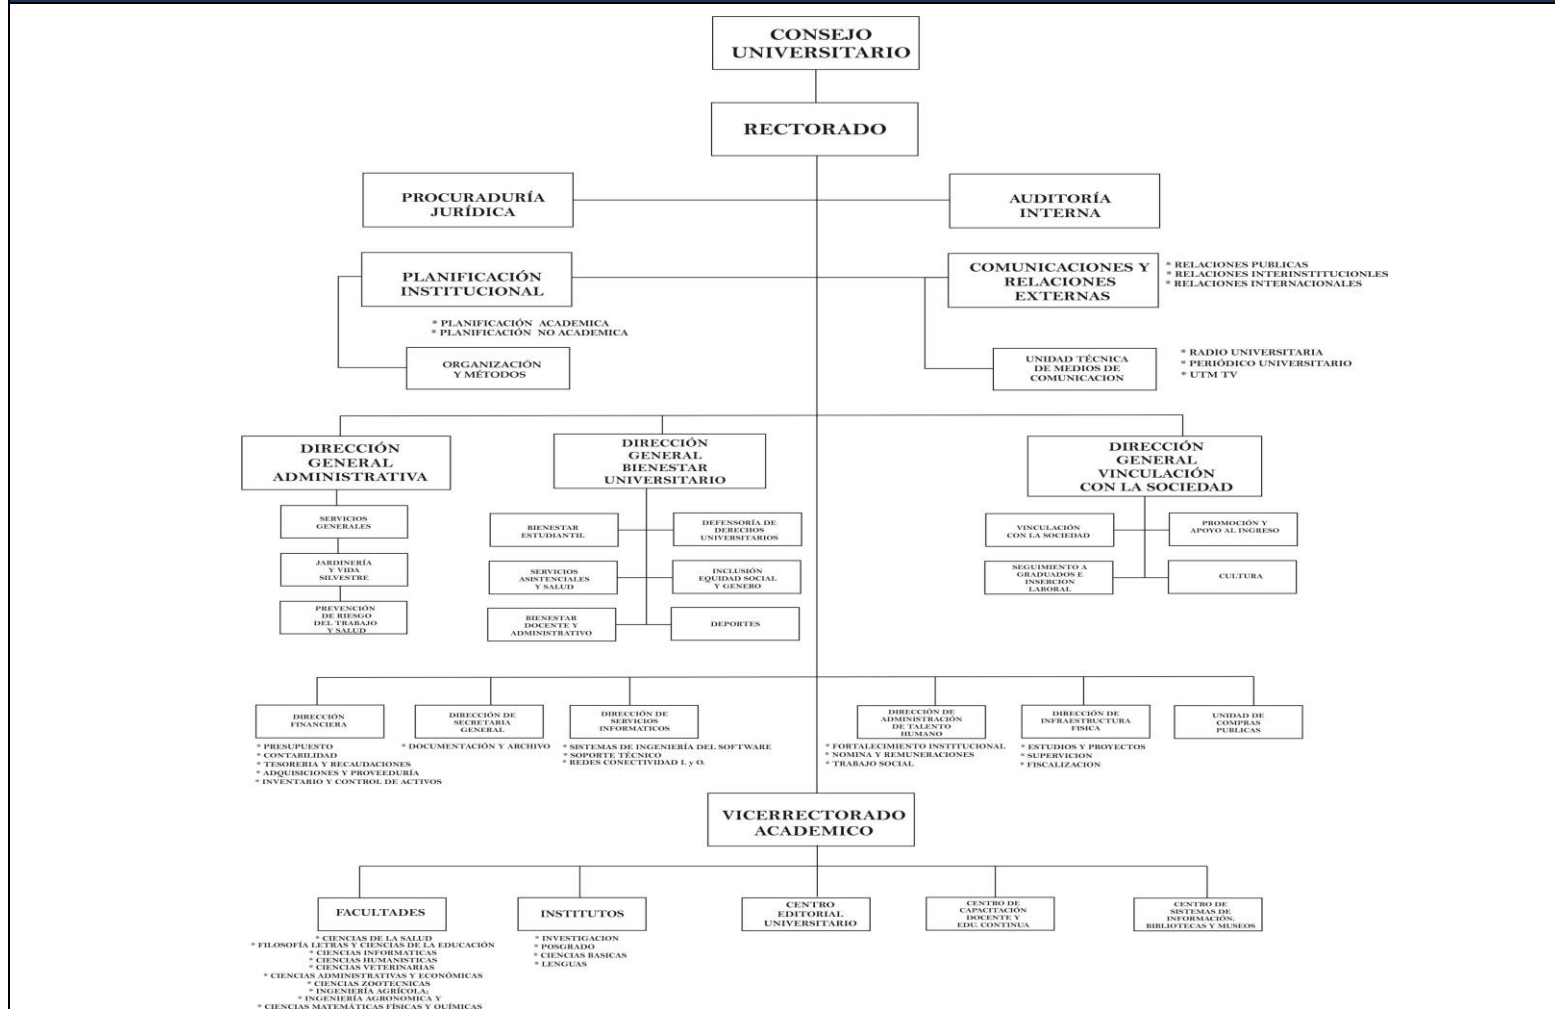 CONSEJO
UNIVERSITARIO
RECTORADO
PROCURADURÍA
JURÍDICA
AUDITORÍA
INTERNA
PLANIFICACIÓN
INSTITUCIONAL
* PLANIFICACIÓN ACADEMICA
* PLANIFICACIÓN NO ACADEMICA
ORGANIZACIÓN
Y MÉTODOS
COMUNICACIONES Y
RELACIONES
EXTERNAS
* RELACIONES PUBLICAS
* RELACIONES INTERINSTITUCIONLES
* RELACIONES INTERNACIONALES
UNIDAD TÉCNICA
DE MEDIOS DE
COMUNICACION
* RADIO UNIVERSITARIA
* PERIÓDICO UNIVERSITARIO
* UTM TV
DIRECCIÓN
GENERAL
ADMINISTRATIVA
SERVICIOS
GENERALES
JARDINERÍA
Y VIDA
SILVESTRE
PREVENCIÓN
DE RIESGO
DEL TRABAJO
Y SALUD
DIRECCIÓN
GENERAL
BIENESTAR
UNIVERSITARIO
BIENESTAR
ESTUDIANTIL
DEFENSORÍA DE
DERECHOS
UNIVERSITARIOS
SERVICIOS
ASISTENCIALES
Y SALUD
INCLUSIÓN
EQUIDAD SOCIAL
Y GENERO
BIENESTAR
DOCENTE Y
ADMINISTRATIVO
DEPORTES
DIRECCIÓN
GENERAL
VINCULACIÓN
CON LA SOCIEDAD
VINCULACIÓN
CON LA SOCIEDAD
PROMOCIÓN Y
APOYO AL INGRESO
SEGUIMIENTO A
GRADUADOS E
INSERCION
LABORAL
CULTURA
DIRECCIÓN
FINANCIERA
* PRESUPUESTO
* CONTABILIDAD
* TESORERIA Y RECAUDACIONES
* ADQUISICIONES Y PROVEEDURÍA
* INVENTARIO Y CONTROL DE ACTIVOS
DIRECCIÓN DE
SECRETARIA
GENERAL
* DOCUMENTACIÓN Y ARCHIVO
DIRECCIÓN DE
SERVICIOS
INFORMATICOS
* SISTEMAS DE INGENIERÍA DEL SOFTWARE
* SOPORTE TÉCNICO
* REDES CONECTIVIDAD I. y O.
DIRECCIÓN DE
ADMINISTRACIÓN
DE TALENTO
HUMANO
* FORTALECIMIENTO INSTITUCIONAL
* NOMINA Y REMUNERACIONES
* TRABAJO SOCIAL
DIRECCIÓN DE
INFRAESTRUCTURA
FISICA
* ESTUDIOS Y PROYECTOS
* SUPERVICION
* FISCALIZACION
UNIDAD DE
COMPRAS
PUBLICAS
VICERRECTORADO
ACADEMICO
FACULTADES
* CIENCIAS DE LA SALUD
* FILOSOFÍA LETRAS Y CIENCIAS DE LA EDUCACIÓN
* CIENCIAS INFORMATICAS
* CIENCIAS HUMANISTICAS
* CIENCIAS VETERINARIAS
* CIENCIAS ADMINISTRATIVAS Y ECONÓMICAS
* CIENCIAS ZOOTECNICAS
* INGENIERÍA AGRÍCOLA;
* INGENIERÍA AGRONOMICA Y
* CIENCIAS MATEMÁTICAS FÍSICAS Y QUÍMICAS
INSTITUTOS
* INVESTIGACION
* POSGRADO
* CIENCIAS BASICAS
* LENGUAS
CENTRO
EDITORIAL
UNIVERSITARIO
CENTRO DE
CAPACITACIÓN
DOCENTE Y
EDU. CONTINUA
CENTRO DE
SISTEMAS DE
INFORMACIÓN.
BIBLIOTECAS Y MUSEOS